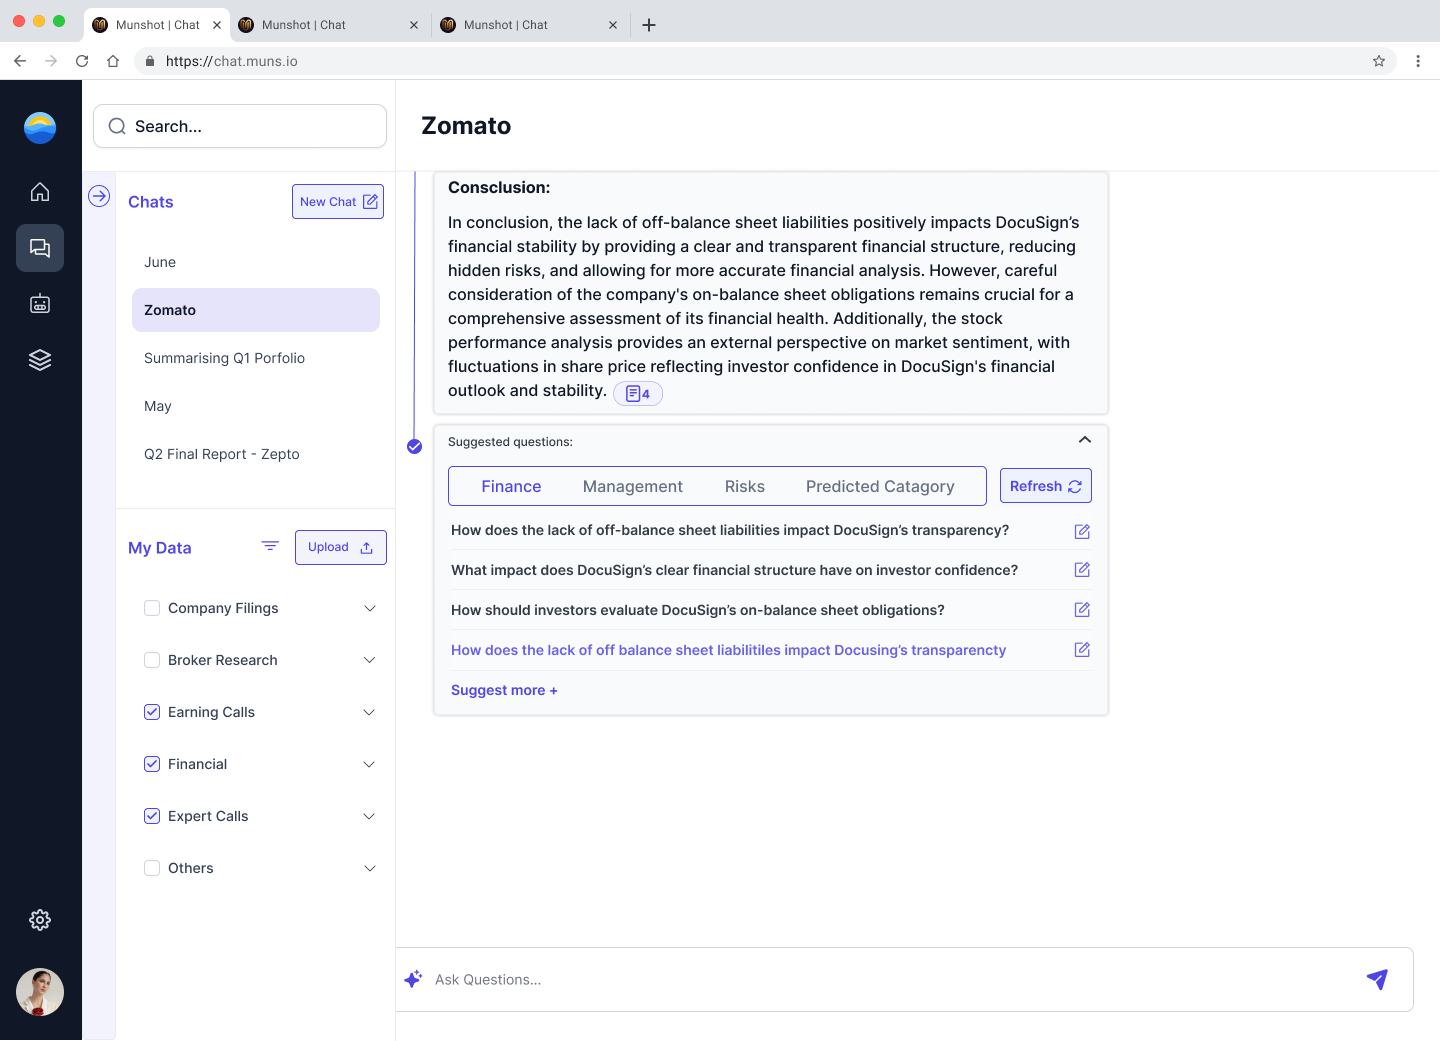 Munshot | Chat
Munshot | Chat
Munshot | Chat
https://chat.muns.io
Search...
Zomato
Chats
New Chat
June
Zomato
Summarising Q1 Porfolio
May
Q2 Final Report - Zepto
My Data
Upload
Company Filings
Broker Research
Earning Calls
Financial
Expert Calls
Others
Consclusion:
In conclusion, the lack of off-balance sheet liabilities positively impacts DocuSign’s
financial stability by providing a clear and transparent financial structure, reducing
hidden risks, and allowing for more accurate financial analysis. However, careful
consideration of the company's on-balance sheet obligations remains crucial for a
comprehensive assessment of its financial health. Additionally, the stock
performance analysis provides an external perspective on market sentiment, with
fluctuations in share price reflecting investor confidence in DocuSign's financial
outlook and stability. 4
Suggested questions:
Finance Management Risks Predicted Catagory Refresh
How does the lack of off-balance sheet liabilities impact DocuSign’s transparency?
What impact does DocuSign’s clear financial structure have on investor confidence?
How should investors evaluate DocuSign’s on-balance sheet obligations?
How does the lack of off balance sheet liabilitiles impact Docusing’s transparencty
Suggest more +
Ask Questions...